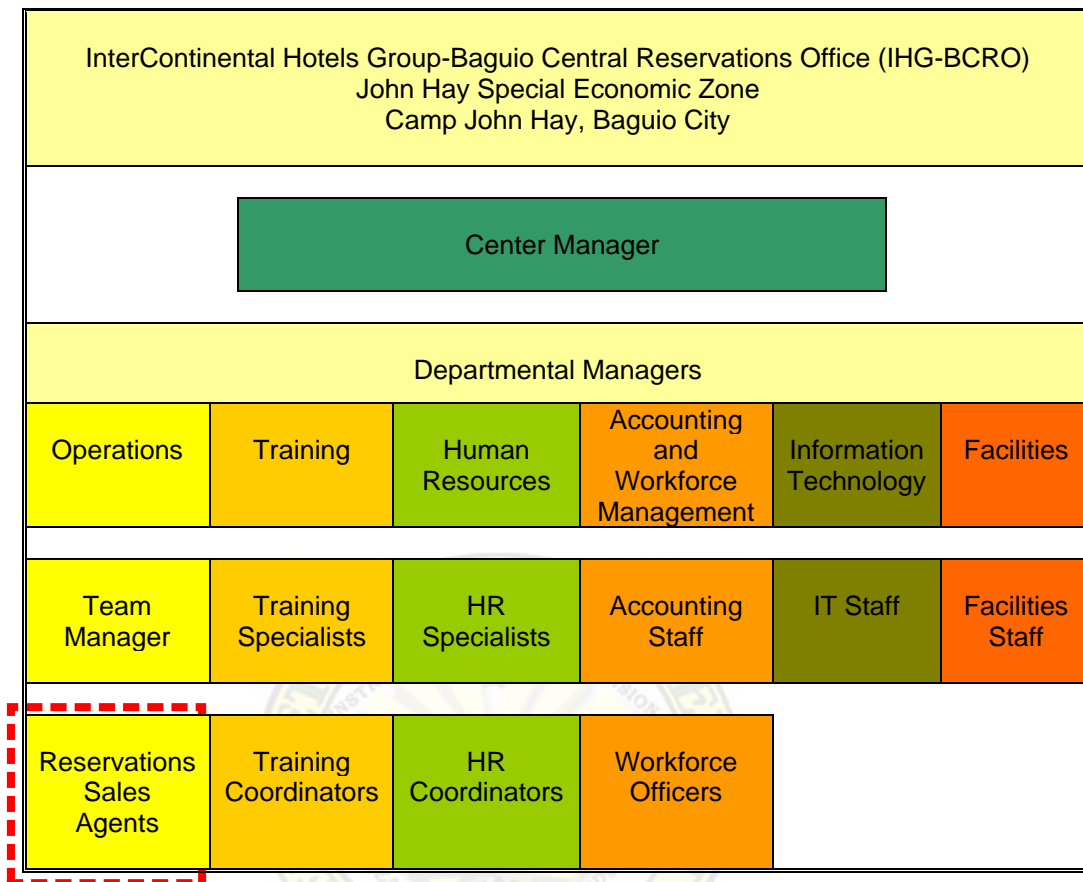 InterContinental Hotels Group-Baguio Central Reservations Office (IHG-BCRO)
John Hay Special Economic Zone
Camp John Hay, Baguio City
Center Manager
Departmental Managers
Operations
Training
Human
Resources
Accounting
and
Workforce
Management
Information
Technology
Facilities
Team
Manager
Training
Specialists
HR
Specialists
Accounting
Staff
IT Staff
Facilities
Staff
Reservations
Sales
Agents
Training
Coordinators
HR
Coordinators
Workforce
Officers